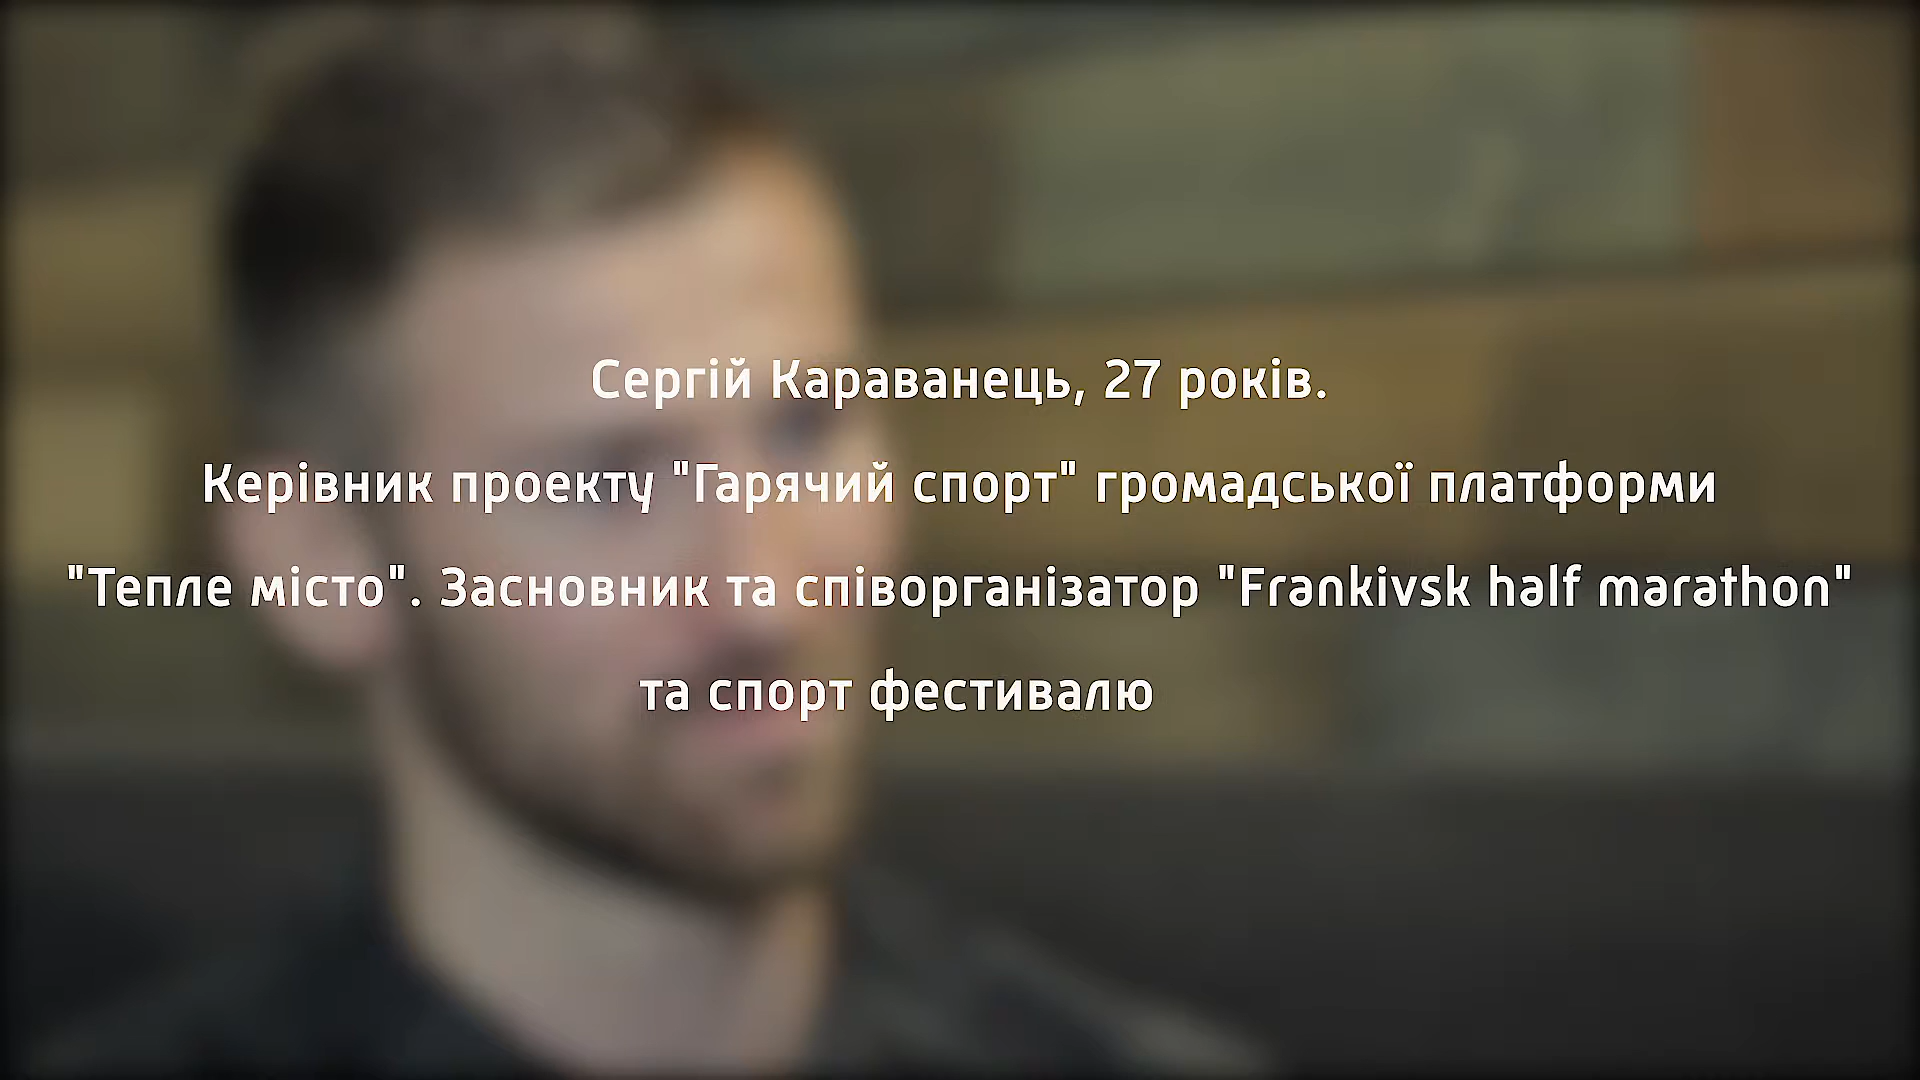 Сергій Караванець, 27 років.
Керівник проекту "Гарячий спорт" громадської платформи
"Тепле місто". Засновник та співорганізатор "Frankivsk half marathon"
та спорт фестивалю